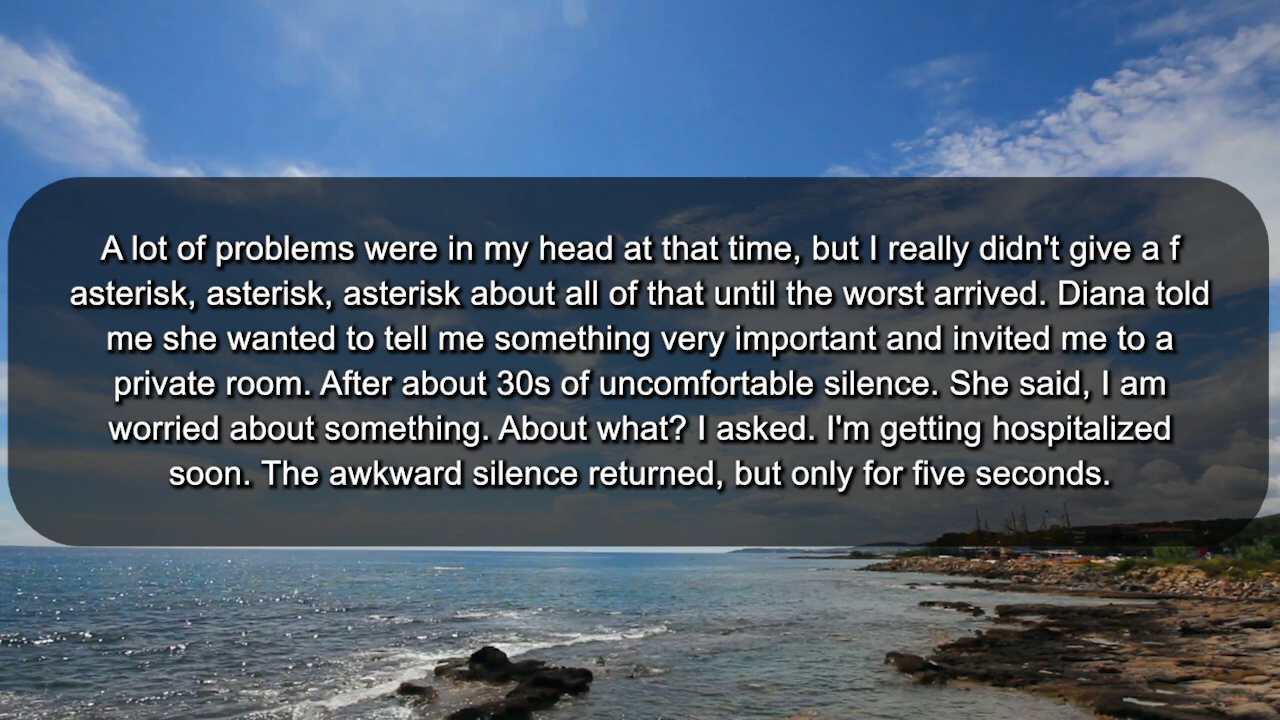 A lot of problems were in my head at that time, but I really didn't give a f
asterisk, asterisk, asterisk about all of that until the worst arrived. Diana told
me she wanted to tell me something very important and invited me to a
private room. After about 30s of uncomfortable silence. She said, I am
worried about something. About what? I asked. I'm getting hospitalized
soon. The awkward silence returned, but only for five seconds.